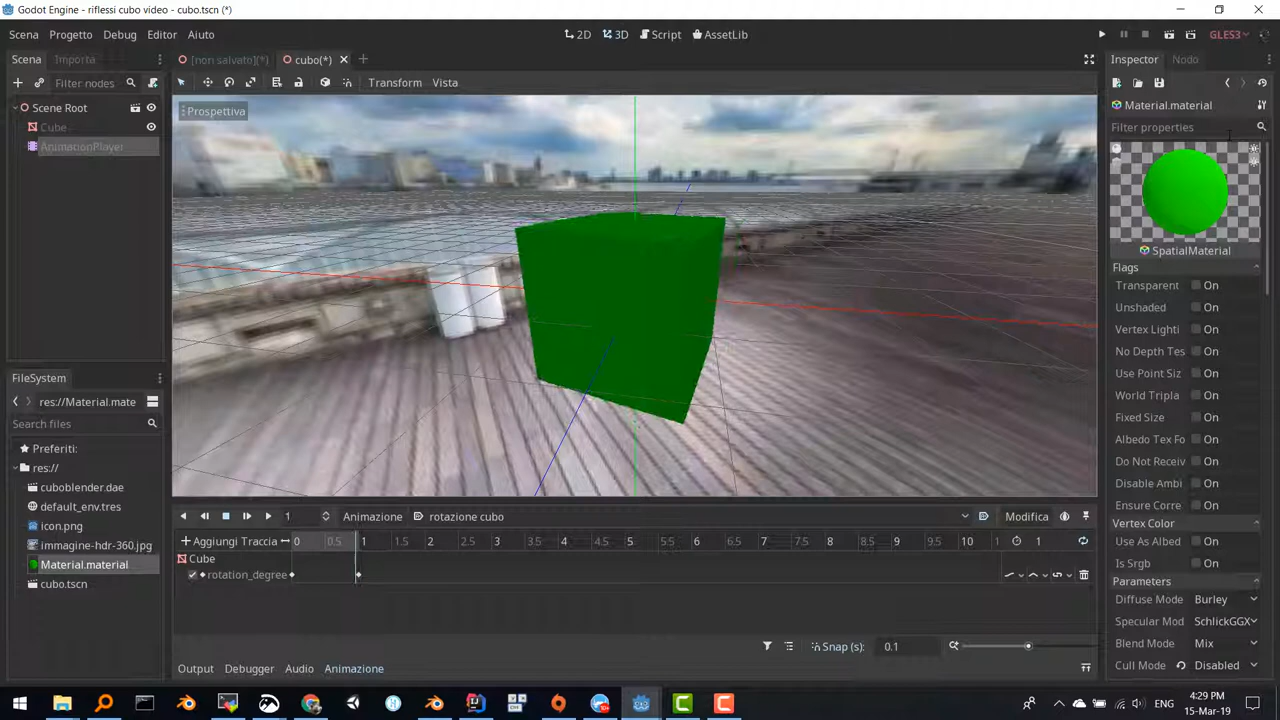 Godot Engine - riflessi cubo video - cubo.tscn (*)
Scena Progetto Debug Editor Aiuto
2D 3D Script AssetLib
GLES3
Scena Importa
[non salvato](*) cubo(*)
Inspector Nodo
Filter nodes
Transform Vista
Scene Root
Cube
AnimationPlayer
Prospettiva
Material.material
Filter properties
SpatialMaterial
Flags
Transparent On
Unshaded On
Vertex Lighti On
No Depth Tes On
Use Point Siz On
World Tripla On
Fixed Size On
Albedo Tex Fo On
Do Not Receiv On
Disable Ambi On
Ensure Corre On
Vertex Color
Use As Albed On
Is Srgb On
Parameters
Diffuse Mode Burley
Specular Mod SchlickGGX
Blend Mode Mix
Cull Mode Disabled
FileSystem
res://Material.mate
Search files
Preferiti:
res://
cuboblender.dae
default_env.tres
icon.png
immagine-hdr-360.jpg
Material.material
cubo.tscn
1 Animazione rotazione cubo Modifica
Aggiungi Traccia 0 0.5 1 1.5 2 2.5 3 3.5 4 4.5 5 5.5 6 6.5 7 7.5 8 8.5 9 9.5 10 1
Cube
rotation_degree
Snap (s): 0.1
Output Debugger Audio Animazione
ENG
4:29 PM
15-Mar-19